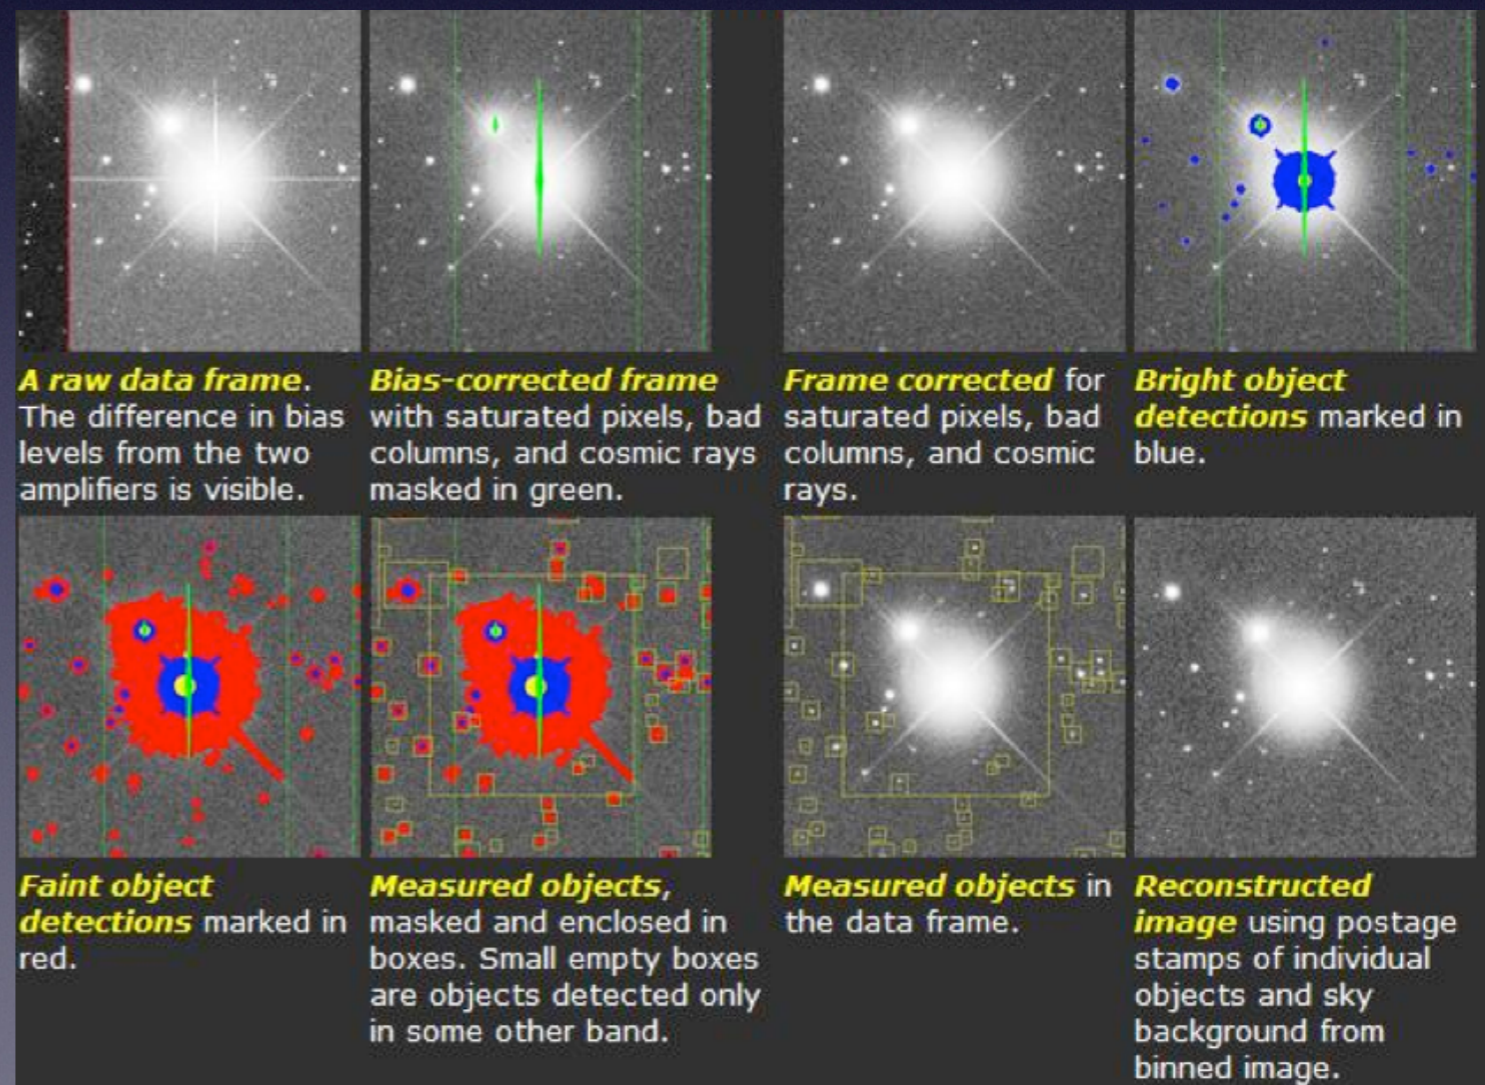 A raw data frame.
The difference in bias
levels from the two
amplifiers is visible.
Bias-corrected frame
with saturated pixels, bad
columns, and cosmic rays
masked in green.
Frame corrected for
saturated pixels, bad
columns, and cosmic
rays.
Bright object
detections marked in
blue.
Faint object
detections marked in
red.
Measured objects,
masked and enclosed in
boxes. Small empty boxes
are objects detected only
in some other band.
Measured objects in
the data frame.
Reconstructed
image using postage
stamps of individual
objects and sky
background from
binned image.